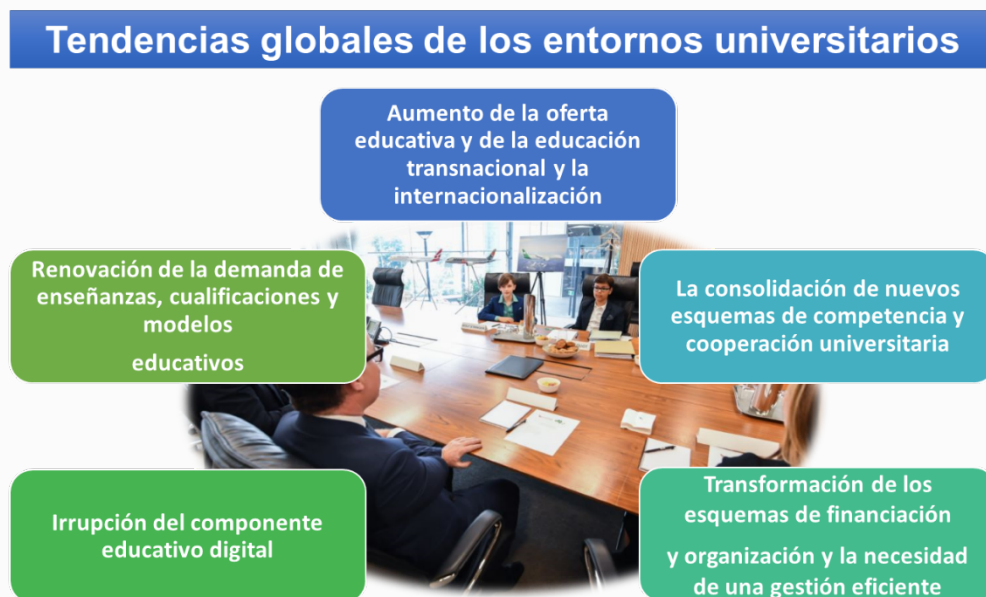 Tendencias globales de los entornos universitarios
Aumento de la oferta
educativa y de la educación
transnacional y la
internacionalización
Renovación de la demanda de
enseñanzas, cualificaciones y
modelos
educativos
La consolidación de nuevos
esquemas de competencia y
cooperación universitaria
Irrupción del componente
educativo digital
Transformación de los
esquemas de financiación
y organización y la necesidad
de una gestión eficiente